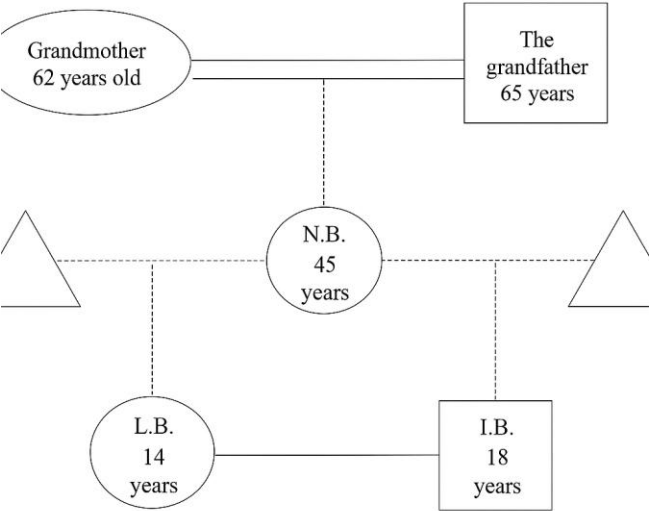 Grandmother
62 years old
The
grandfather
65 years
N.B.
45
years
L.B.
14
years
I.B.
18
years